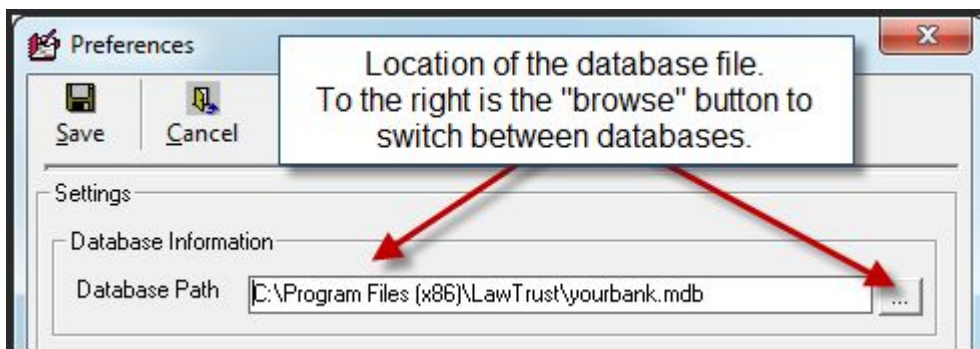 Preferences
Location of the database file.
To the right is the "browse" button to
switch between databases.
Save Cancel
Settings
Database Information
Database Path C:\Program Files (x86)\LawTrust\yourbank.mdb ...